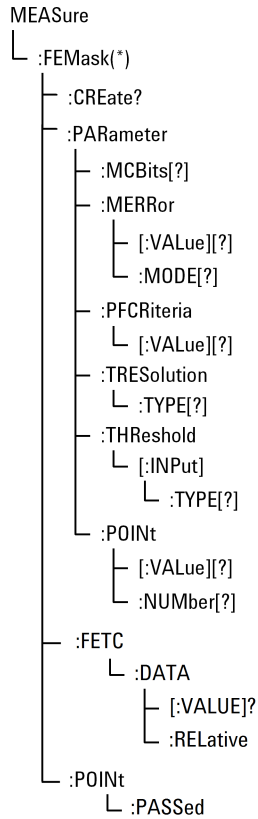 MEASure
:FEMask(*)
:CREate?
:PARameter
:MCBits[?]
:MERRor
[:VALue][?]
:MODE[?]
:PFCRiteria
[:VALue][?]
:TRESolution
:TYPE[?]
:THReshold
[:INPut]
:TYPE[?]
:POINt
[:VALue][?]
:NUMber[?]
:FETC
:DATA
[:VALUE]?
:RELative
:POINt
:PASSed